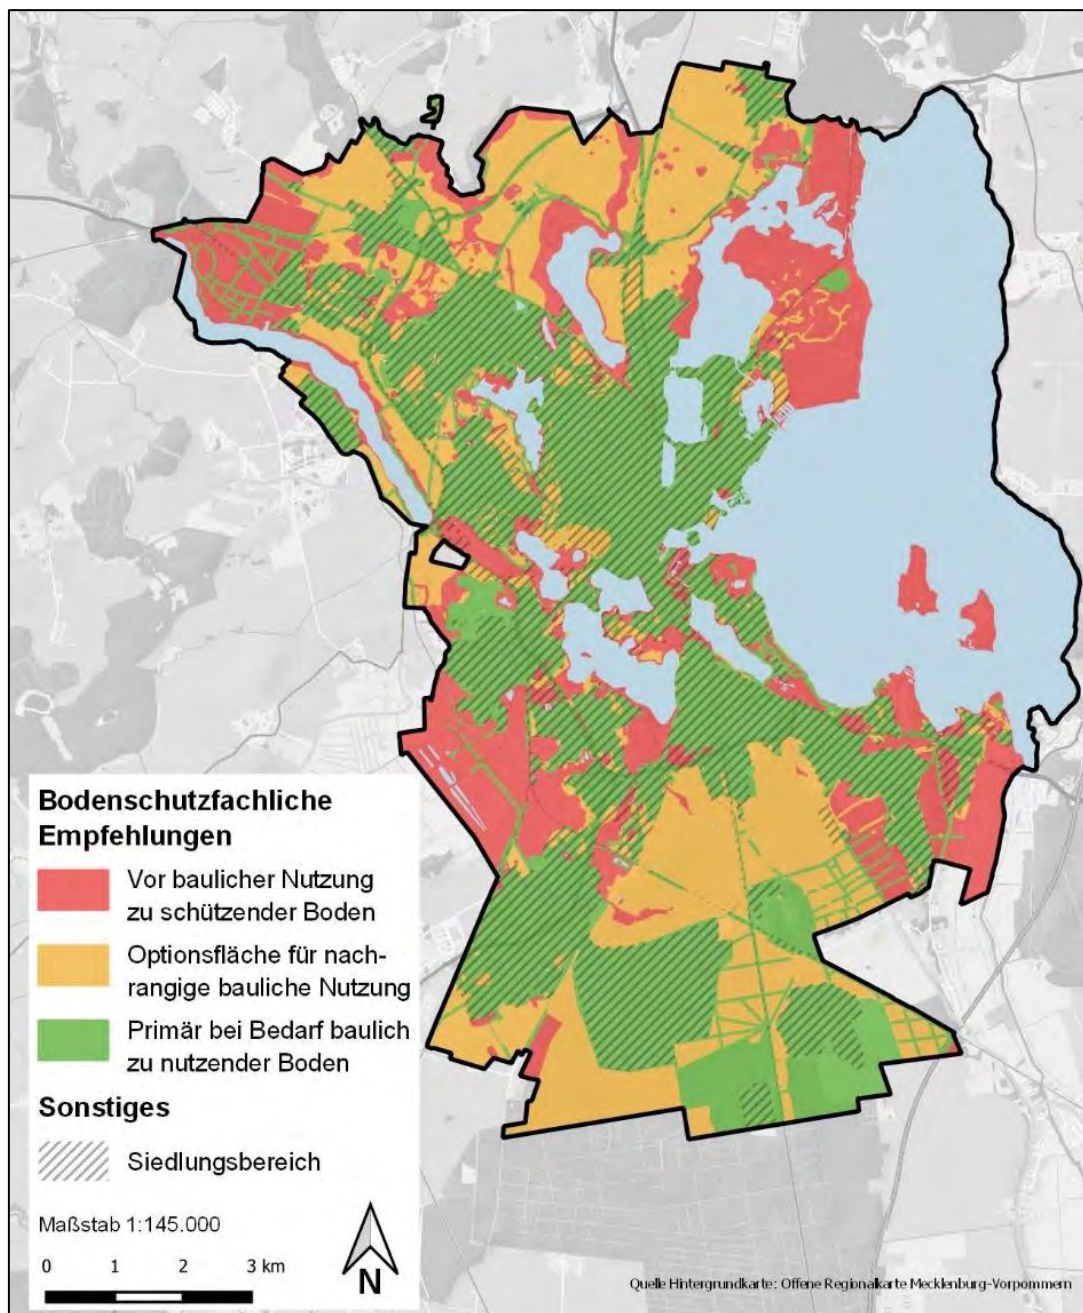 Bodenschutzfachliche
Empfehlungen
Vor baulicher Nutzung
zu schützender Boden
Optionsfläche für nach-
rangige bauliche Nutzung
Primär bei Bedarf baulich
zu nutzender Boden
Sonstiges
Siedlungsbereich
Maßstab 1:145.000
0 1 2 3 km
N
Quelle Hintergrundkarte: Offene Regionalkarte Mecklenburg-Vorpommern